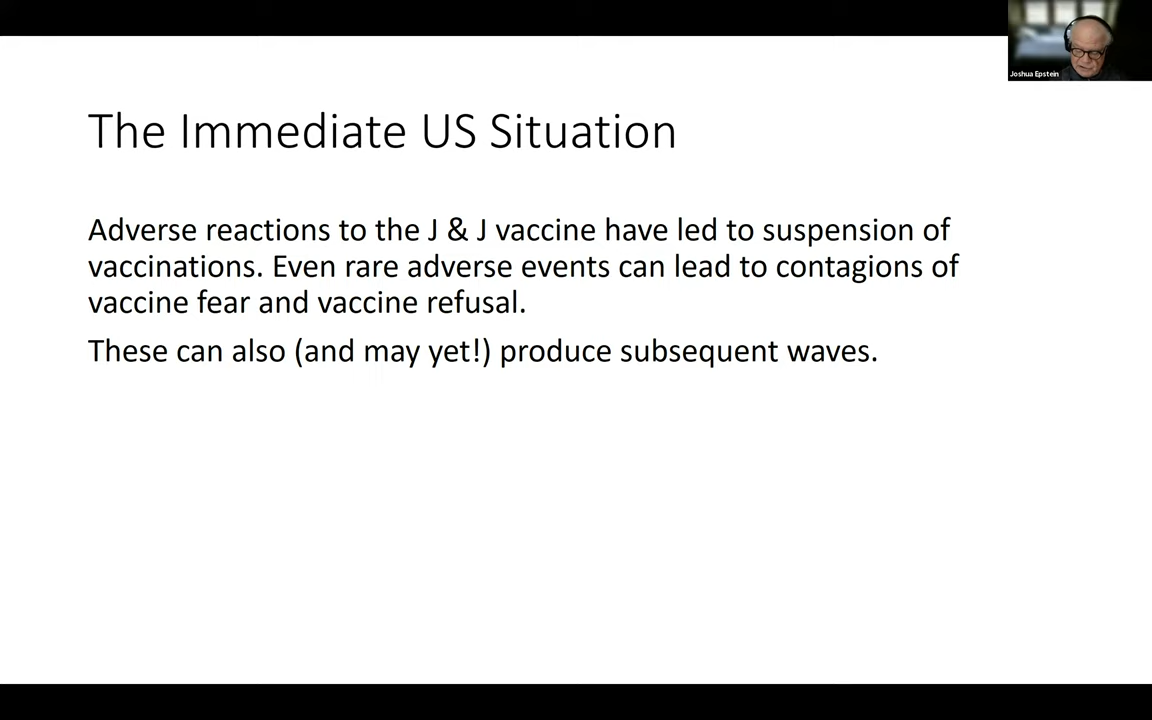 Joshua Epstein
The Immediate US Situation
Adverse reactions to the J & J vaccine have led to suspension of
vaccinations. Even rare adverse events can lead to contagions of
vaccine fear and vaccine refusal.
These can also (and may yet!) produce subsequent waves.